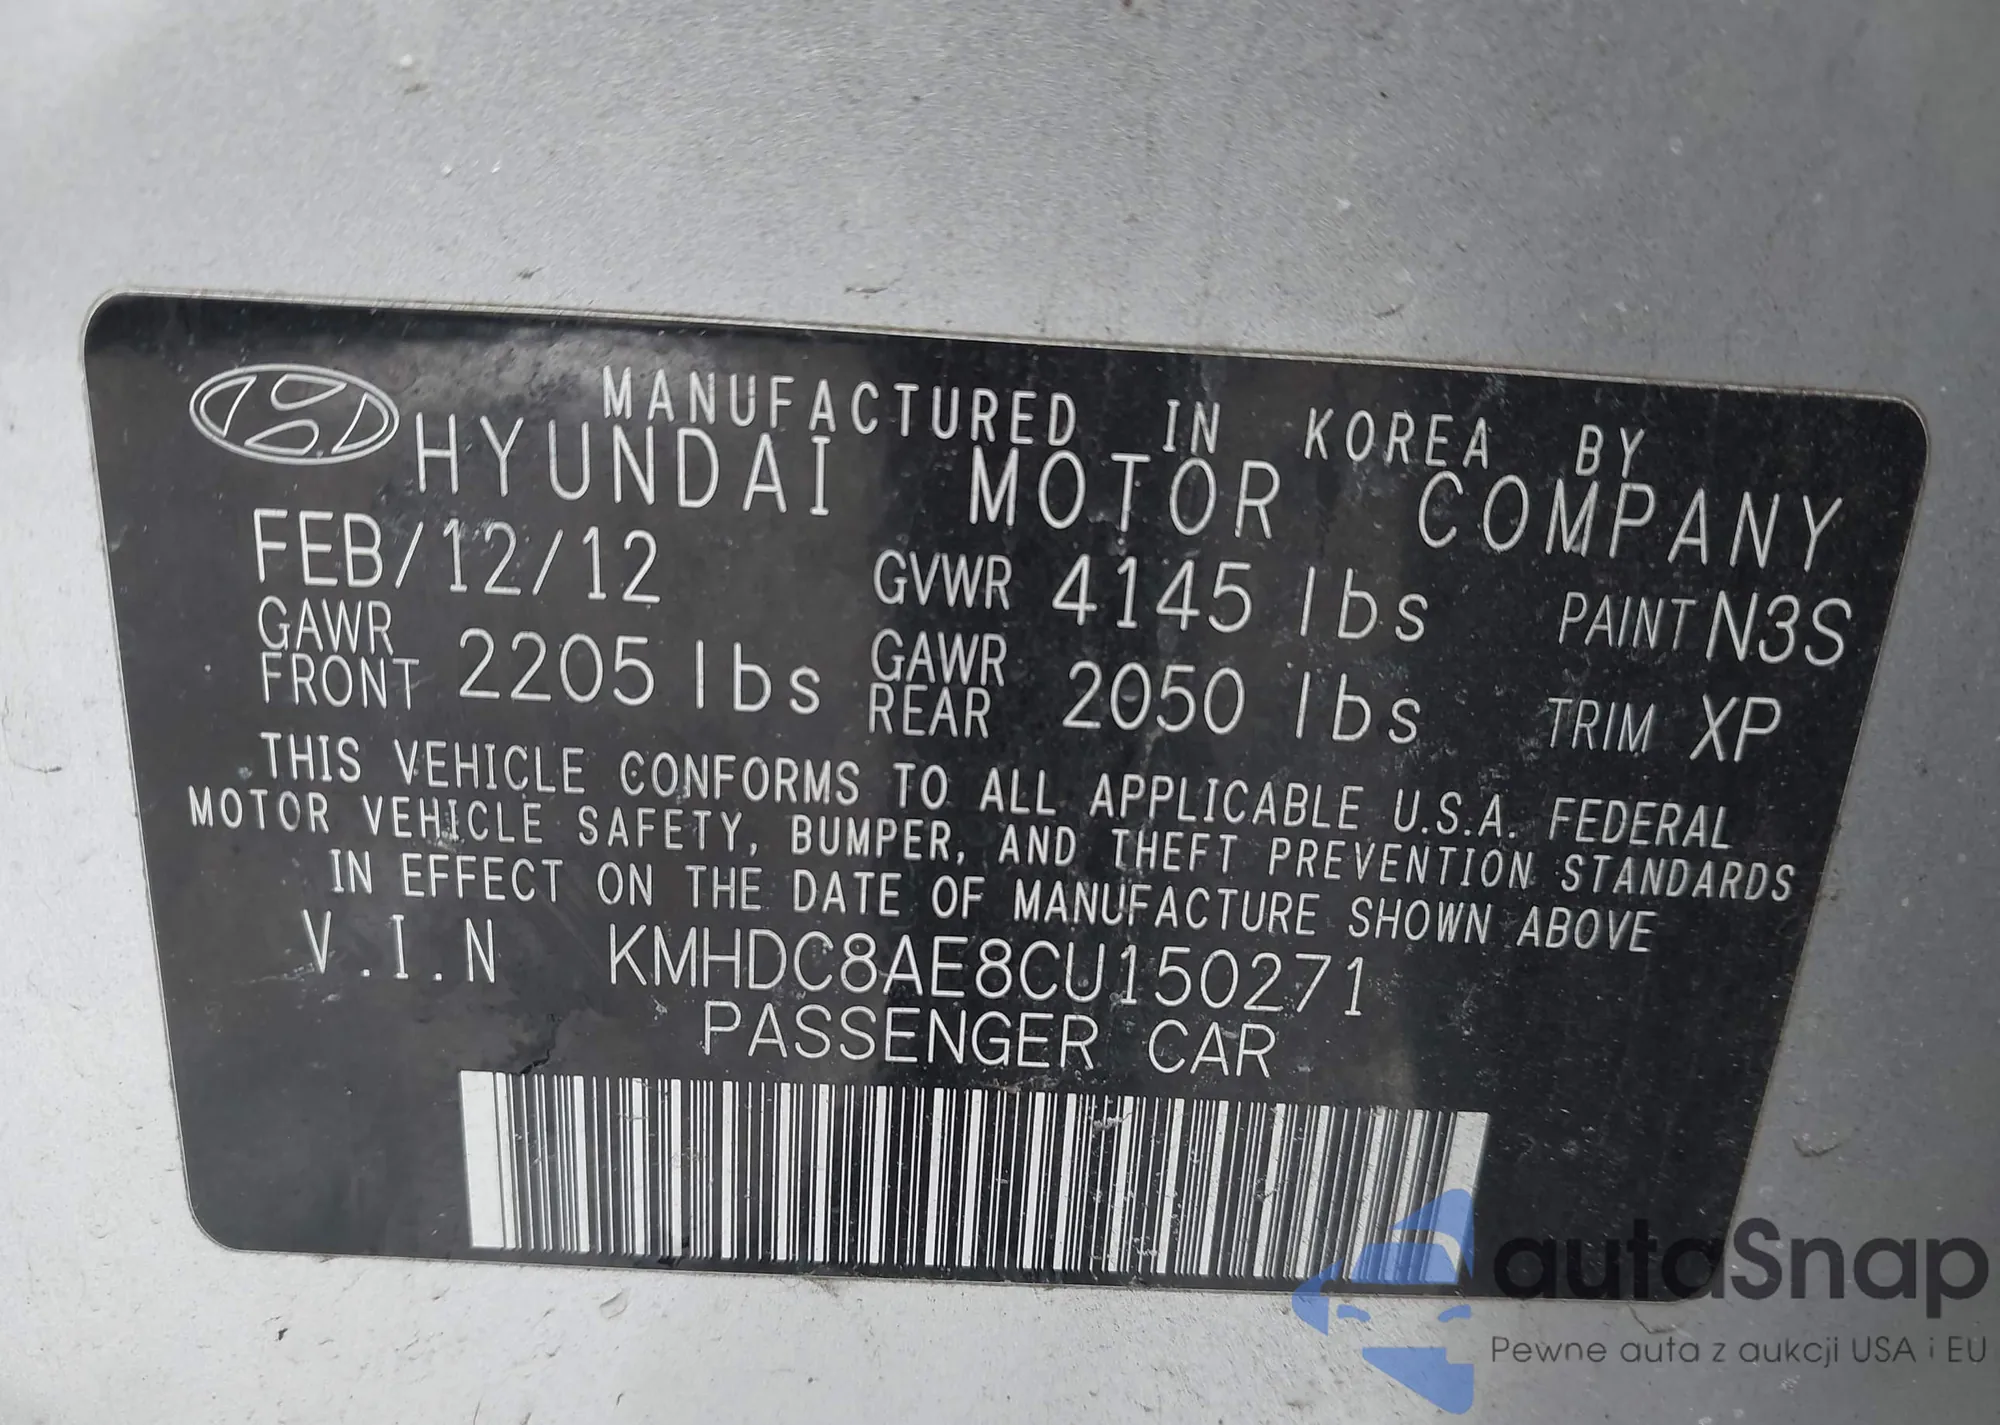 MANUFACTURED IN KOREA BY
HYUNDAI MOTOR COMPANY
FEB/12/12 GVWR 4145 lbs PAINT N3S
GAWR FRONT 2205 lbs GAWR REAR 2050 lbs TRIM XP
THIS VEHICLE CONFORMS TO ALL APPLICABLE U.S.A. FEDERAL
MOTOR VEHICLE SAFETY, BUMPER, AND THEFT PREVENTION STANDARDS
IN EFFECT ON THE DATE OF MANUFACTURE SHOWN ABOVE
V.I.N KMHDC8AE8CU150271
PASSENGER CAR
autaSnap
Pewne auta z aukcji USA i EU